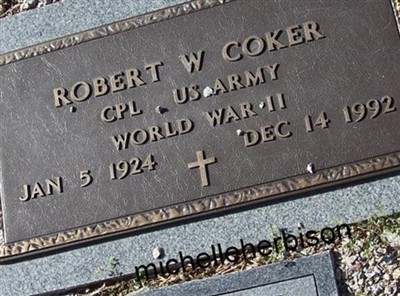 ROBERT W COKER
CPL US ARMY
WORLD WAR II
JAN 5 1924 DEC 14 1992
michelleherbison